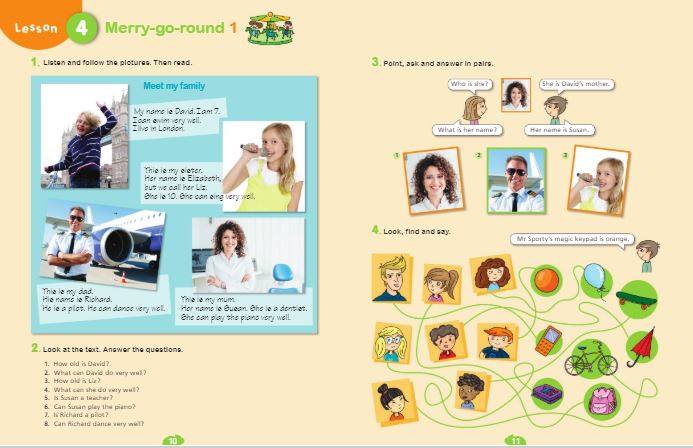 Lesson 4 Merry-go-round 1
1. Listen and follow the pictures. Then read.
Meet my family
My name is David. I am 7.
I can swim very well.
I live in London.
This is my sister.
Her name is Elizabeth,
but we call her Liz.
She is 10. She can sing very well.
This is my dad.
His name is Richard.
He is a pilot. He can dance very well.
This is my mum.
Her name is Susan. She is a dentist.
She can play the piano very well.
2. Look at the text. Answer the questions.
1. How old is David?
2. What can David do very well?
3. How old is Liz?
4. What can she do very well?
5. Is Susan a teacher?
6. Can Susan play the piano?
7. Is Richard a pilot?
8. Can Richard dance very well?
10
3. Point, ask and answer in pairs.
Who is she?
She is David's mother.
What is her name?
Her name is Susan.
1
2
3
4. Look, find and say.
Mr Sporty's magic keypad is orange.
11